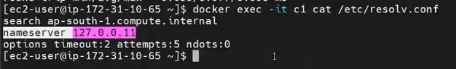 [ec2-user@ip-172-31-10-65 ~]$ docker exec -it c1 cat /etc/resolv.conf
search ap-south-1.compute.internal
nameserver 127.0.0.11
options timeout:2 attempts:5 ndots:0
[ec2-user@ip-172-31-10-65 ~]$